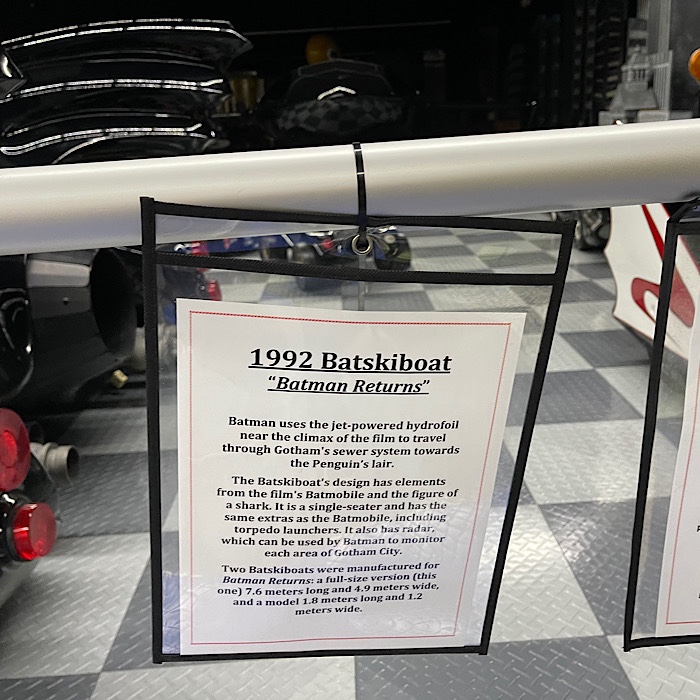 1992 Batskiboat
“Batman Returns”
Batman uses the jet-powered hydrofoil
near the climax of the film to travel
through Gotham's sewer system towards
the Penguin's lair.
The Batskiboat's design has elements
from the film's Batmobile and the figure of
a shark. It is a single-seater and has the
same extras as the Batmobile, including
torpedo launchers. It also has radar,
which can be used by Batman to monitor
each area of Gotham City.
Two Batskiboats were manufactured for
Batman Returns: a full-size version (this
one) 7.6 meters long and 4.9 meters wide,
and a model 1.8 meters long and 1.2
meters wide.